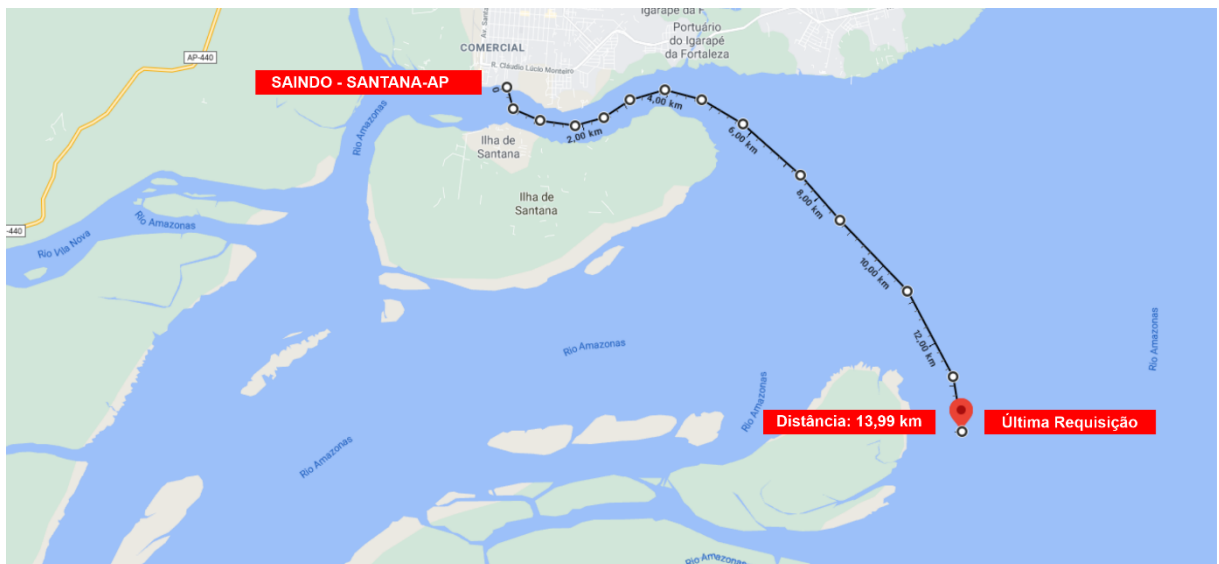 Igarapé da F
Av. Santa
Portuário
do Igarapé
da Fortaleza
COMERCIAL
R. Cláudio Lúcio Monteiro
AP-440
SAINDO - SANTANA-AP
0
2,00 km
4,00 km
6,00 km
8,00 km
10,00 km
12,00 km
Rio Amazonas
Ilha de
Santana
Ilha de
Santana
Rio Amazonas
-440
Rio Vila Nova
Rio Amazonas
Rio Amazonas
Rio Amazonas
Distância: 13,99 km
Última Requisição
Rio Amazonas
Rio Amazonas